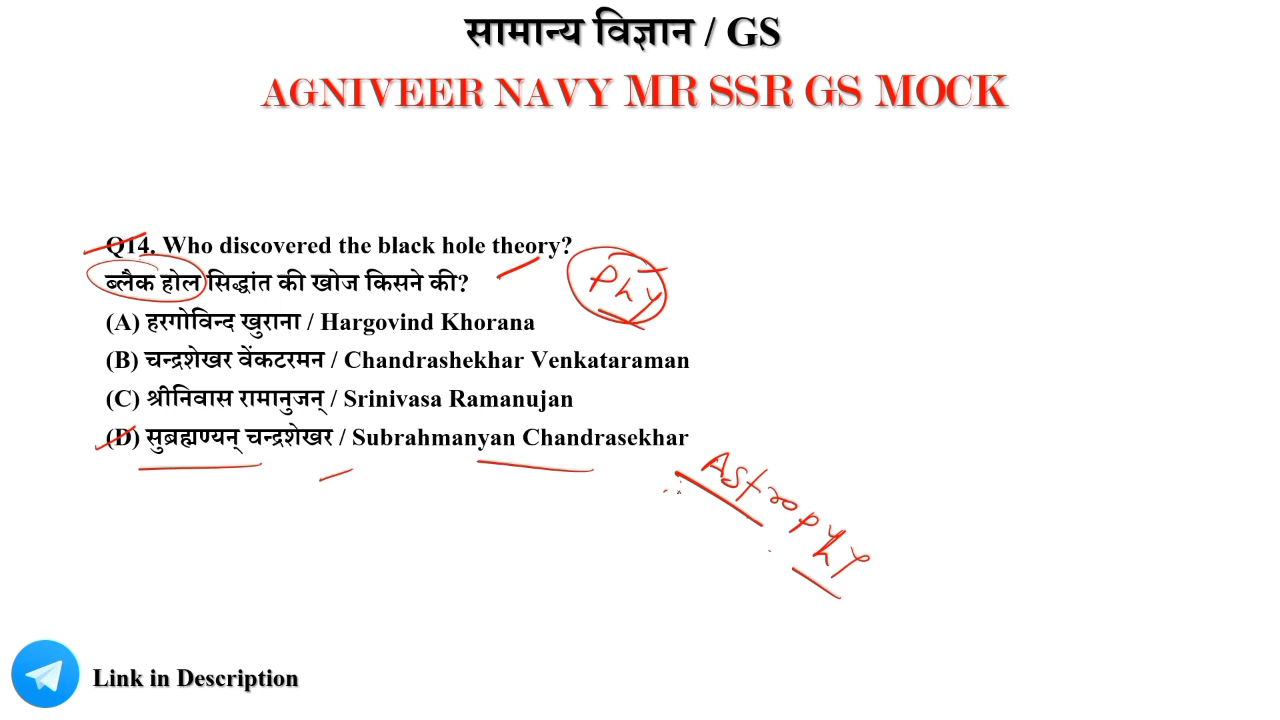 सामान्य विज्ञान / GS
AGNIVEER NAVY MR SSR GS MOCK
Q14. Who discovered the black hole theory?
ब्लैक होल सिद्धांत की खोज किसने की?
Phy
(A) हरगोविन्द खुराना / Hargovind Khorana
(B) चन्द्रशेखर वेंकटरमन / Chandrashekhar Venkataraman
(C) श्रीनिवास रामानुजन् / Srinivasa Ramanujan
(D) सुब्रह्मण्यन् चन्द्रशेखर / Subrahmanyan Chandrasekhar
AstrophyPhy
Link in Description